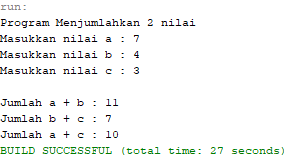 run:
Program Menjumlahkan 2 nilai
Masukkan nilai a : 7
Masukkan nilai b : 4
Masukkan nilai c : 3
Jumlah a + b : 11
Jumlah b + c : 7
Jumlah a + c : 10
BUILD SUCCESSFUL (total time: 27 seconds)